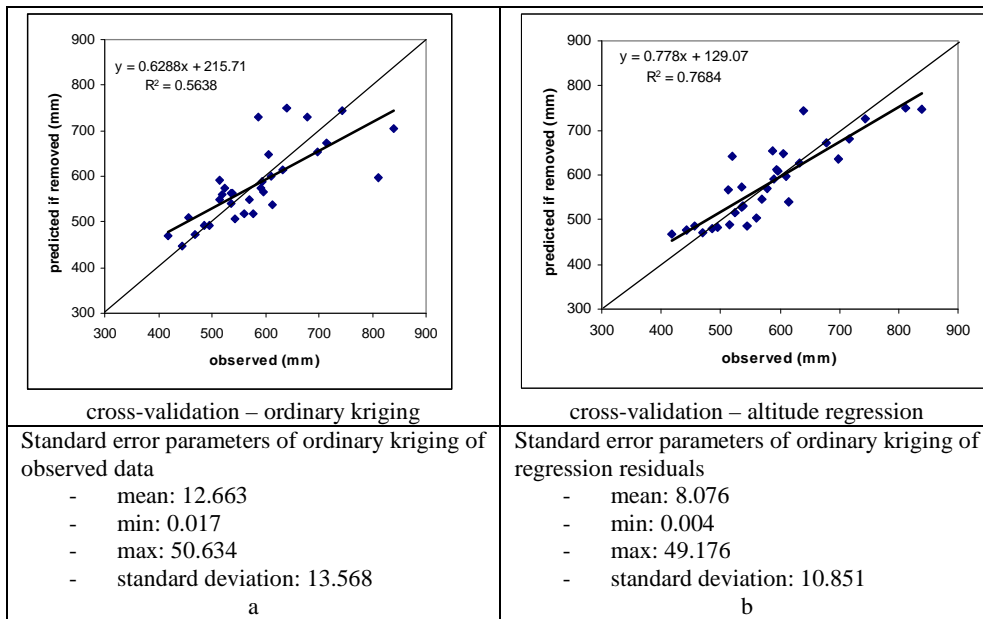 900
800
700
600
500
400
300
y = 0.6288x + 215.71
R² = 0.5638
predicted if removed (mm)
300 400 500 600 700 800 900
observed (mm)
cross-validation – ordinary kriging
900
800
700
600
500
400
300
y = 0.778x + 129.07
R² = 0.7684
predicted if removed (mm)
300 400 500 600 700 800 900
observed (mm)
cross-validation – altitude regression
Standard error parameters of ordinary kriging of
observed data
- mean: 12.663
- min: 0.017
- max: 50.634
- standard deviation: 13.568
a
Standard error parameters of ordinary kriging of
regression residuals
- mean: 8.076
- min: 0.004
- max: 49.176
- standard deviation: 10.851
b